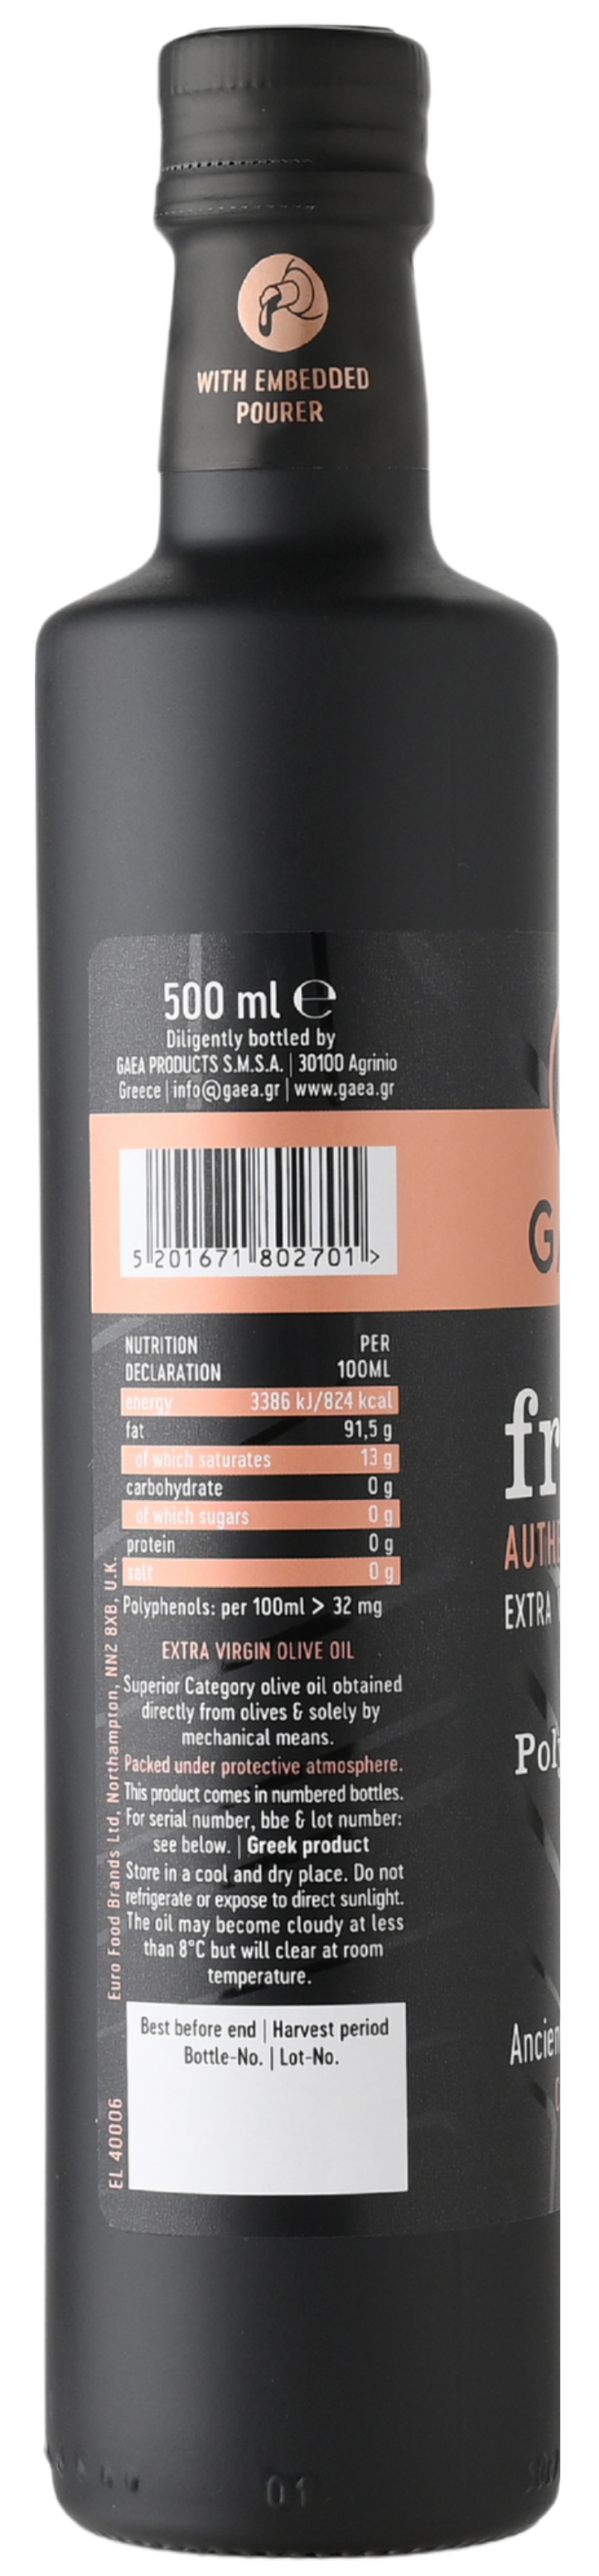 WITH EMBEDDED
POURER
500 ml ℮
Diligently bottled by
GAEA PRODUCTS S.M.S.A. | 30100 Agrinio
Greece | info@gaea.gr | www.gaea.gr
5 201671 802701 >
NUTRITION PER
DECLARATION 100ML
energy 3386 kJ/824 kcal
fat 91,5 g
of which saturates 13 g
carbohydrate 0 g
of which sugars 0 g
protein 0 g
salt 0 g
Polyphenols: per 100ml > 32 mg
EXTRA VIRGIN OLIVE OIL
Superior Category olive oil obtained
directly from olives & solely by
mechanical means.
Packed under protective atmosphere.
This product comes in numbered bottles.
For serial number, bbe & lot number:
see below. | Greek product
Store in a cool and dry place. Do not
refrigerate or expose to direct sunlight.
The oil may become cloudy at less
than 8°C but will clear at room
temperature.
Best before end | Harvest period
Bottle-No. | Lot-No.
Euro Food Brands Ltd, Northampton, NN2 8XB, U.K.
EL 40006
G
fr
AUTHE
EXTRA
Pol
Ancien
01